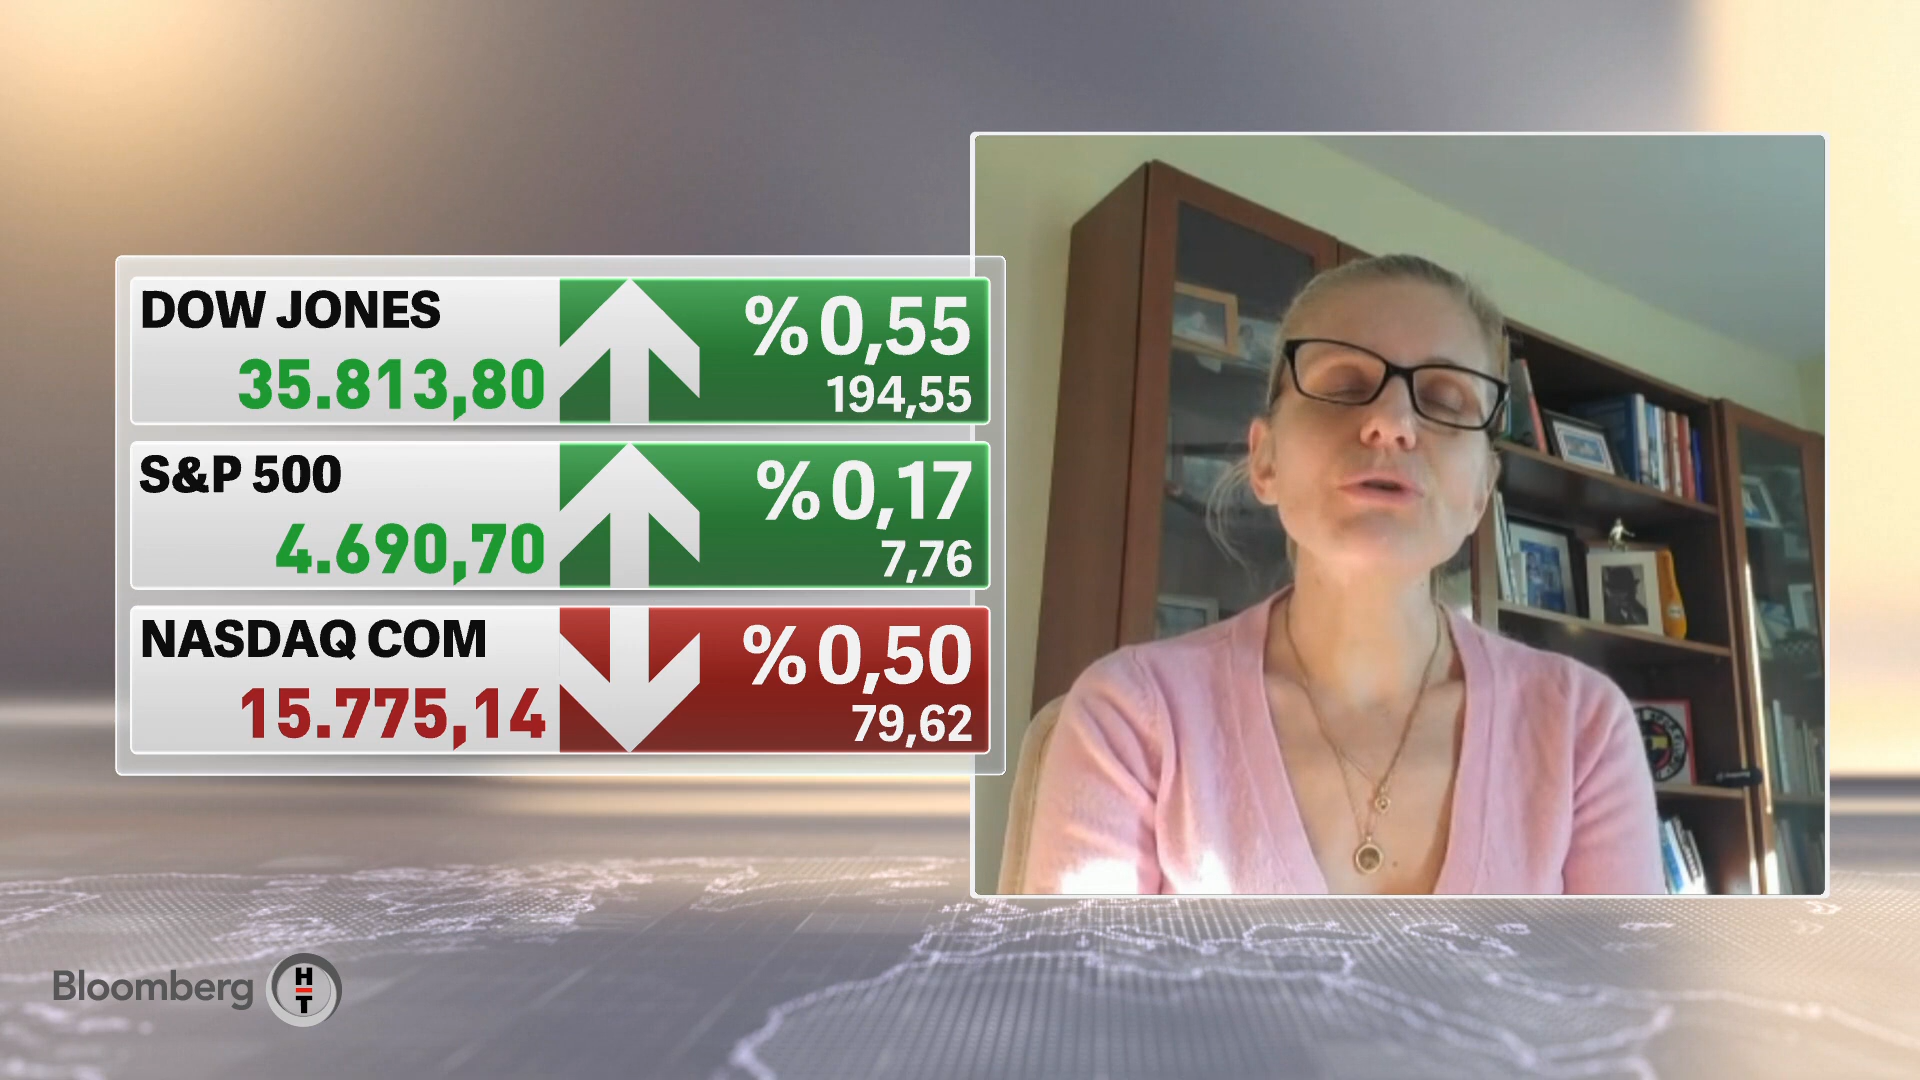 DOW JONES
35.813,80
%0,55
194,55
S&P 500
4.690,70
%0,17
7,76
NASDAQ COM
15.775,14
%0,50
79,62
Bloomberg HT